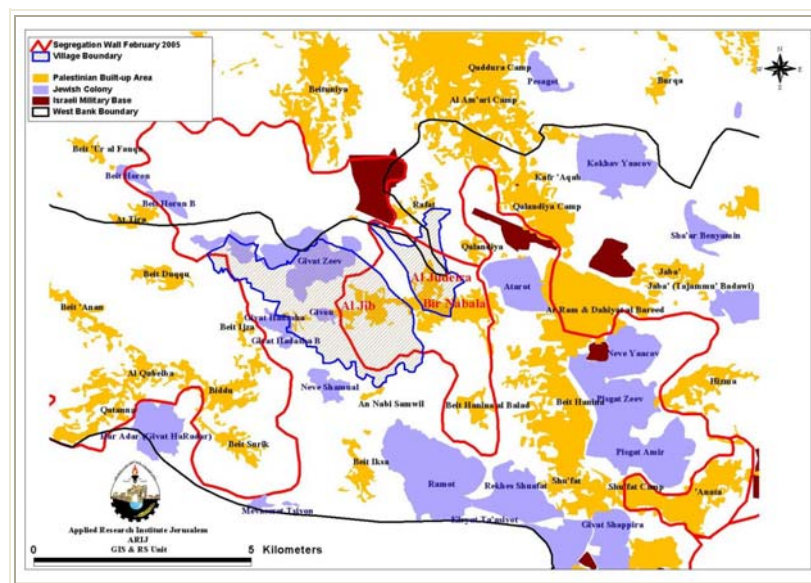 Segregation Wall February 2005
Village Boundary
Palestinian Built-up Area
Jewish Colony
Israeli Military Base
West Bank Boundary
N
W E
S
Beituniya
Quddura Camp
Psagot
Burqa
Al Am'ari Camp
Beit 'Ur al Fouqa
Beit Horon
Beit Horon B
At Tira
Kokhav Yaacov
Kafr 'Aqab
Rafat
Qalandiya Camp
Sha'ar Benyamin
Qalandiya
Givat Zeev
Beit Duqqu
Al Judeira
Jaba'
Jaba' (Tajammu' Badawi)
Atarot
Bir Nabala
Beit 'Anan
Al Jib
Givon
Givat Hadasha
Ar Ram & Dahiyat al Bareed
Beit Ijza
Givat Hadasha B
Neve Yaacov
Al Qubeiba
Biddu
Neve Shamual
Hizma
Pisgat Zeev
An Nabi Samwil
Beit Hanina al Balad
Beit Hanina
Qatanna
Har Adar (Givat HaRadar)
Beit Surik
Pisgat Amir
Beit Iksa
Ramot
Rekhes Shuafat
Shu'fat
Shu'fat Camp
'Anata
Mevaserat Tsiyon
Givat Shappira
Applied Research Institute Jerusalem
ARIJ
GIS & RS Unit
0 5 Kilometers